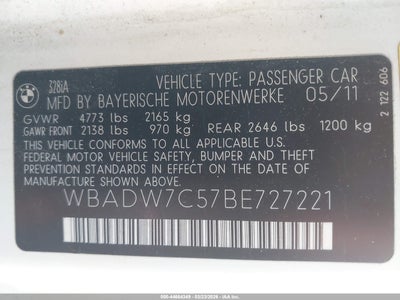 BMW
328iA
VEHICLE TYPE: PASSENGER CAR
MFD BY BAYERISCHE MOTORENWERKE 05/11
GVWR 4773 lbs 2165 kg
GAWR FRONT 2138 lbs 970 kg REAR 2646 lbs 1200 kg
THIS CAR CONFORMS TO ALL APPLICABLE U.S.
FEDERAL MOTOR VEHICLE SAFETY, BUMPER, AND
THEFT PREVENTION STANDARDS IN EFFECT ON
THE DATE OF MANUFACTURE SHOWN ABOVE.
WBADW7C57BE727221
2 122 606